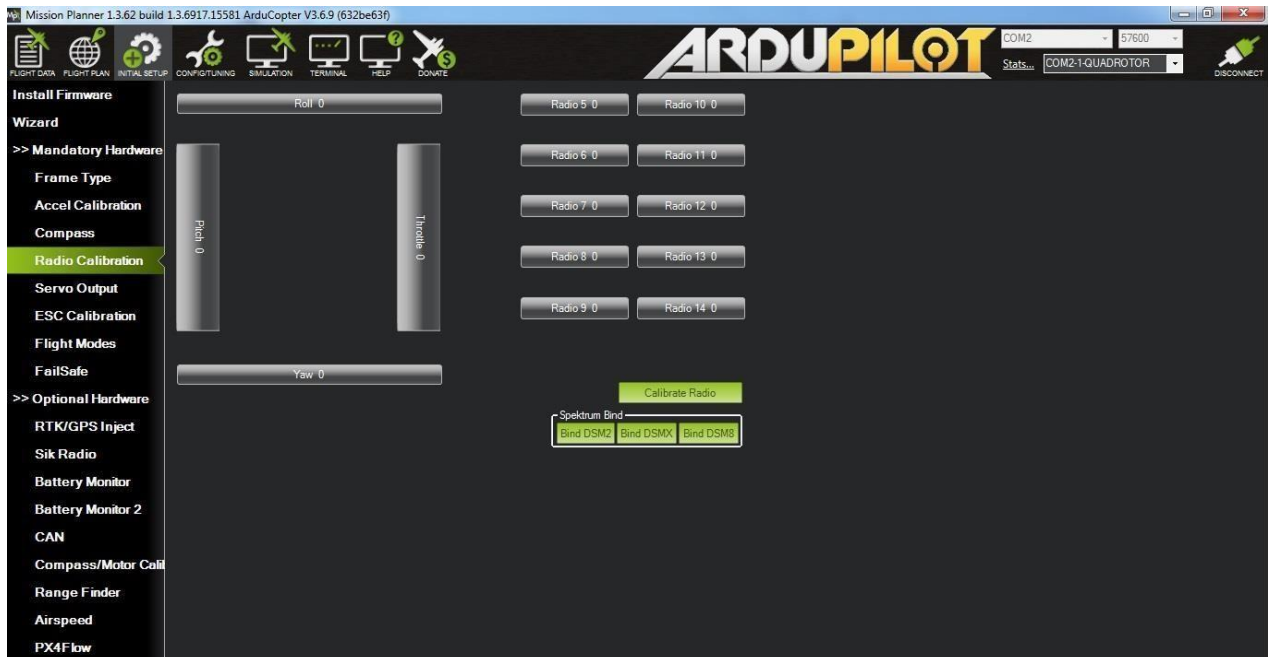 Mission Planner 1.3.62 build 1.3.6917.15581 ArduCopter V3.6.9 (632be63f)
FLIGHT DATA FLIGHT PLAN INITIAL SETUP CONFIG/TUNING SIMULATION TERMINAL HELP DONATE
ARDUPILOT
COM2 57600
Stats... COM2-1-QUADROTOR
DISCONNECT
Install Firmware
Wizard
>> Mandatory Hardware
Frame Type
Accel Calibration
Compass
Radio Calibration
Servo Output
ESC Calibration
Flight Modes
FailSafe
>> Optional Hardware
RTK/GPS Inject
Sik Radio
Battery Monitor
Battery Monitor 2
CAN
Compass/Motor Calib
Range Finder
Airspeed
PX4Flow
Roll 0
Pitch 0
Throttle 0
Yaw 0
Radio 5 0 Radio 10 0
Radio 6 0 Radio 11 0
Radio 7 0 Radio 12 0
Radio 8 0 Radio 13 0
Radio 9 0 Radio 14 0
Calibrate Radio
Spektrum Bind
Bind DSM2 Bind DSMX Bind DSM8